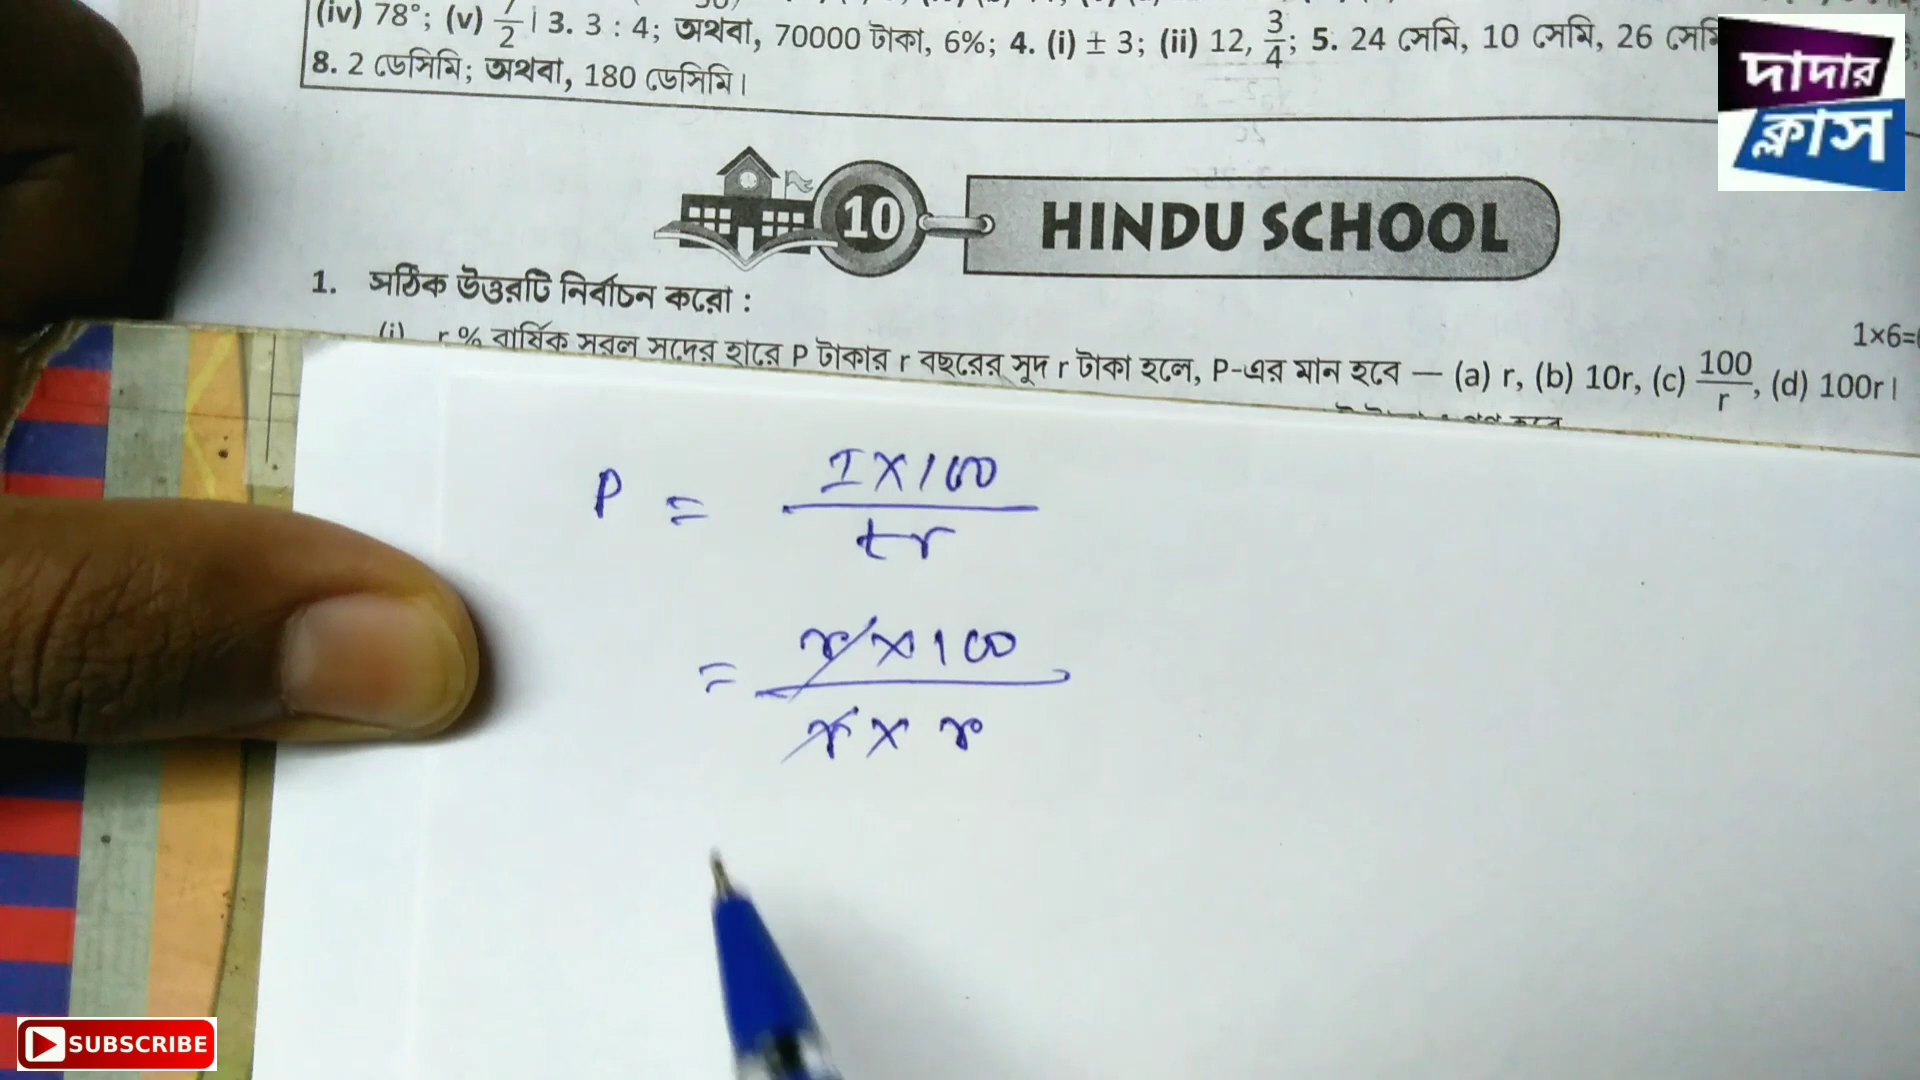 (iv) 78°; (v) 7/2 | 3. 3 : 4; অথবা, 70000 টাকা, 6%; 4. (i) ± 3; (ii) 12, 3/4; 5. 24 সেমি, 10 সেমি, 26 সেমি
8. 2 ডেসিমি; অথবা, 180 ডেসিমি।
দাদার
ক্লাস
10 HINDU SCHOOL
1. সঠিক উত্তরটি নির্বাচন করো :
1×6=
(i) r % বার্ষিক সরল সুদের হারে P টাকার r বছরের সুদ r টাকা হলে, P-এর মান হবে — (a) r, (b) 10r, (c) 100/r, (d) 100r।
P = I×100/tr
= r×100/r×r
SUBSCRIBE